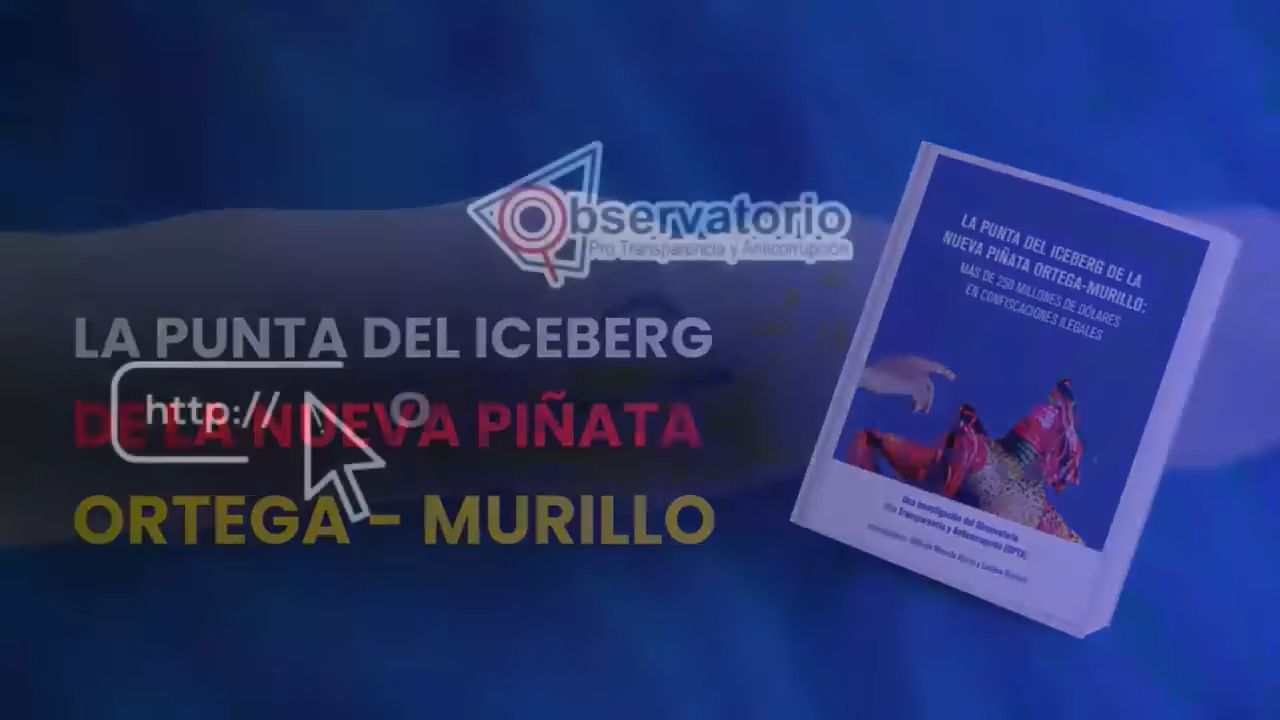 Observatorio
Pro Transparencia y Anticorrupción
LA PUNTA DEL ICEBERG
DE LA NUEVA PIÑATA
ORTEGA - MURILLO
http://
O
LA PUNTA DEL ICEBERG DE LA
NUEVA PIÑATA ORTEGA-MURILLO:
MÁS DE 250 MILLONES DE DÓLARES
EN CONFISCACIONES ILEGALES
Una investigación del Observatorio
Pro Transparencia y Anticorrupción (OPTA)